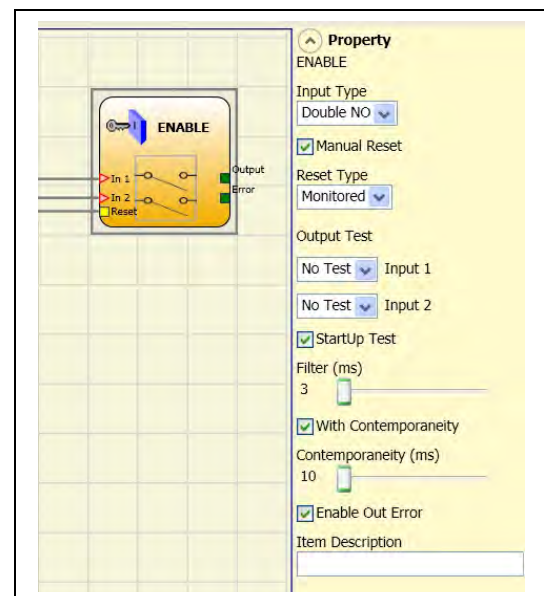 ENABLE
In 1
In 2
Reset
Output
Error
Property
ENABLE
Input Type
Double NO
Manual Reset
Reset Type
Monitored
Output Test
No Test Input 1
No Test Input 2
StartUp Test
Filter (ms)
3
With Contemporaneity
Contemporaneity (ms)
10
Enable Out Error
Item Description